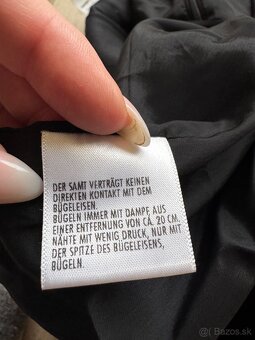 DER SAMT VERTRÄGT KEINEN
DIREKTEN KONTAKT MIT DEM
BÜGELEISEN.
BÜGELN IMMER MIT DAMPF AUS
EINER ENTFERNUNG VON CA. 20 CM.
NÄHTE MIT WENIG DRUCK, NUR MIT
DER SPITZE DES BÜGELEISENS,
BÜGELN.
Bazos.sk